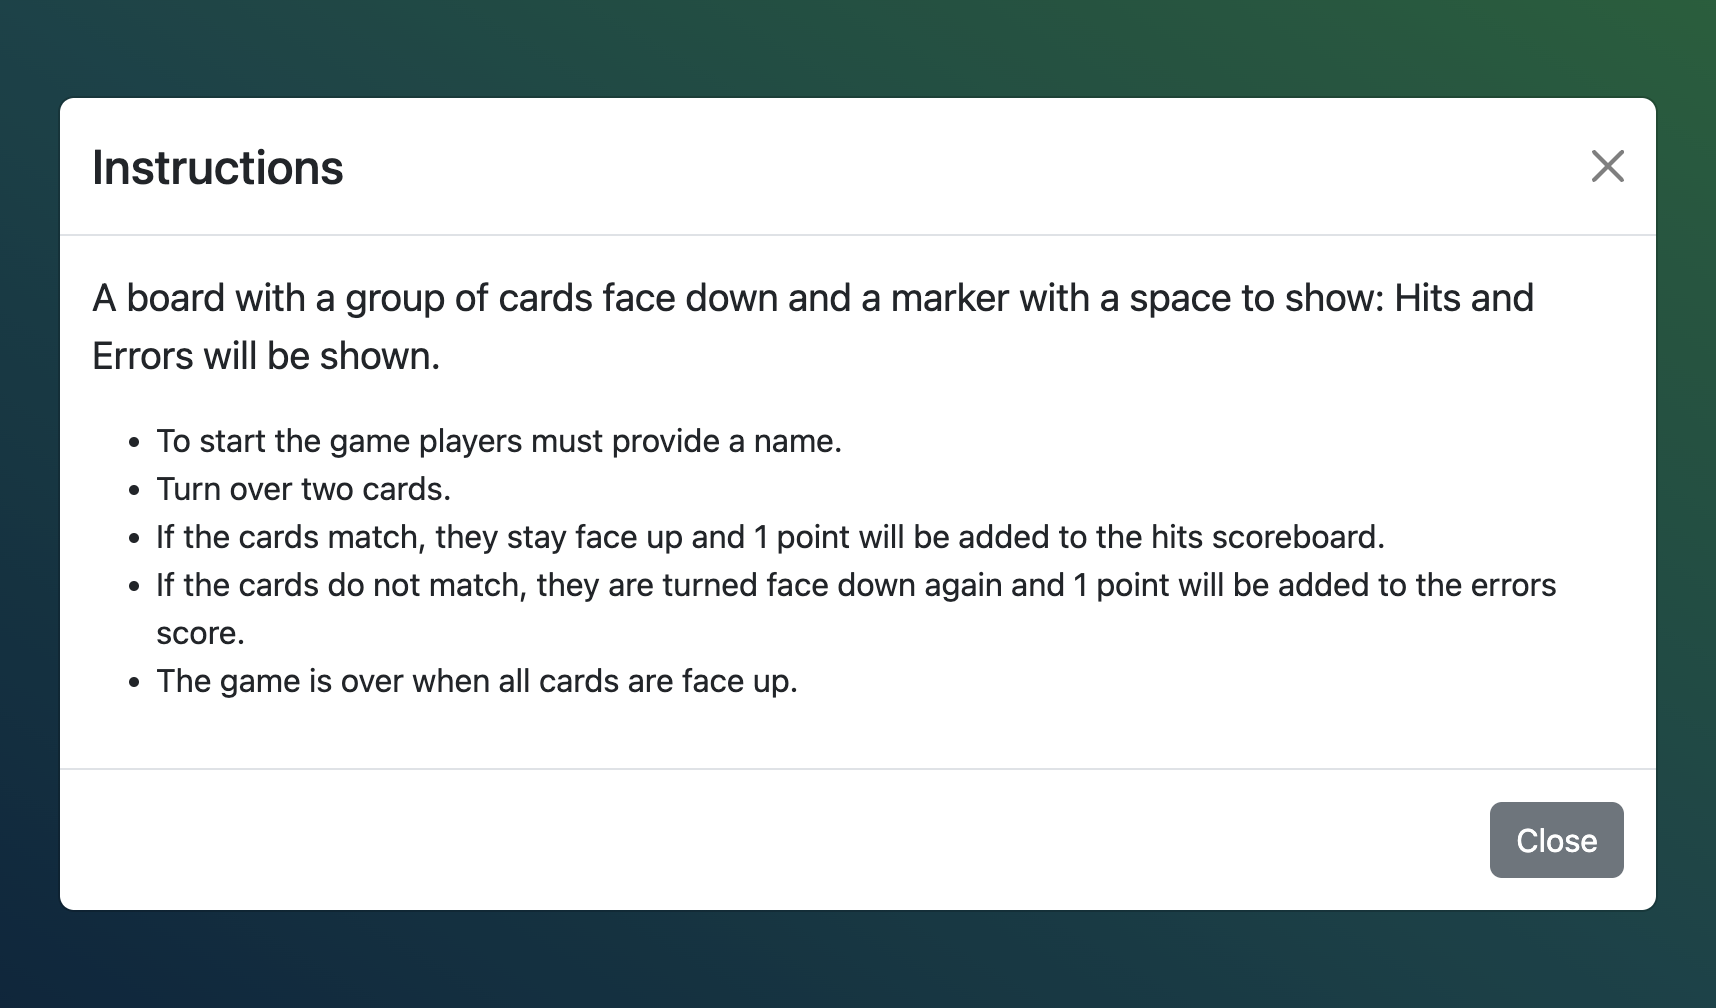 Instructions
A board with a group of cards face down and a marker with a space to show: Hits and
Errors will be shown.
• To start the game players must provide a name.
• Turn over two cards.
• If the cards match, they stay face up and 1 point will be added to the hits scoreboard.
• If the cards do not match, they are turned face down again and 1 point will be added to the errors
score.
• The game is over when all cards are face up.
Close